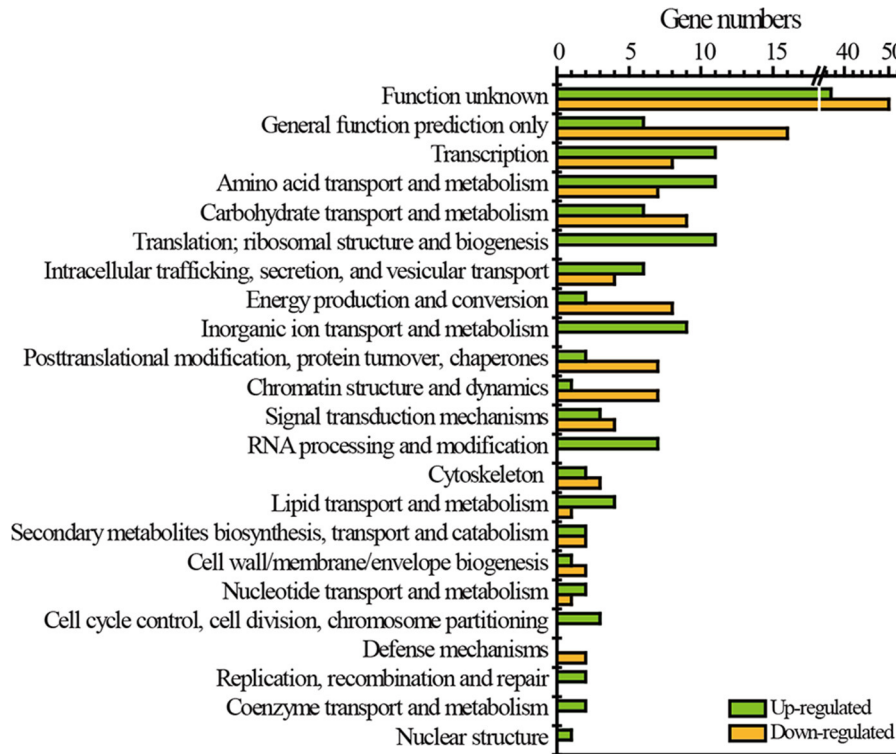 Gene numbers
0 5 10 15 40 50
Function unknown
General function prediction only
Transcription
Amino acid transport and metabolism
Carbohydrate transport and metabolism
Translation; ribosomal structure and biogenesis
Intracellular trafficking, secretion, and vesicular transport
Energy production and conversion
Inorganic ion transport and metabolism
Posttranslational modification, protein turnover, chaperones
Chromatin structure and dynamics
Signal transduction mechanisms
RNA processing and modification
Cytoskeleton
Lipid transport and metabolism
Secondary metabolites biosynthesis, transport and catabolism
Cell wall/membrane/envelope biogenesis
Nucleotide transport and metabolism
Cell cycle control, cell division, chromosome partitioning
Defense mechanisms
Replication, recombination and repair
Coenzyme transport and metabolism
Nuclear structure
Up-regulated
Down-regulated